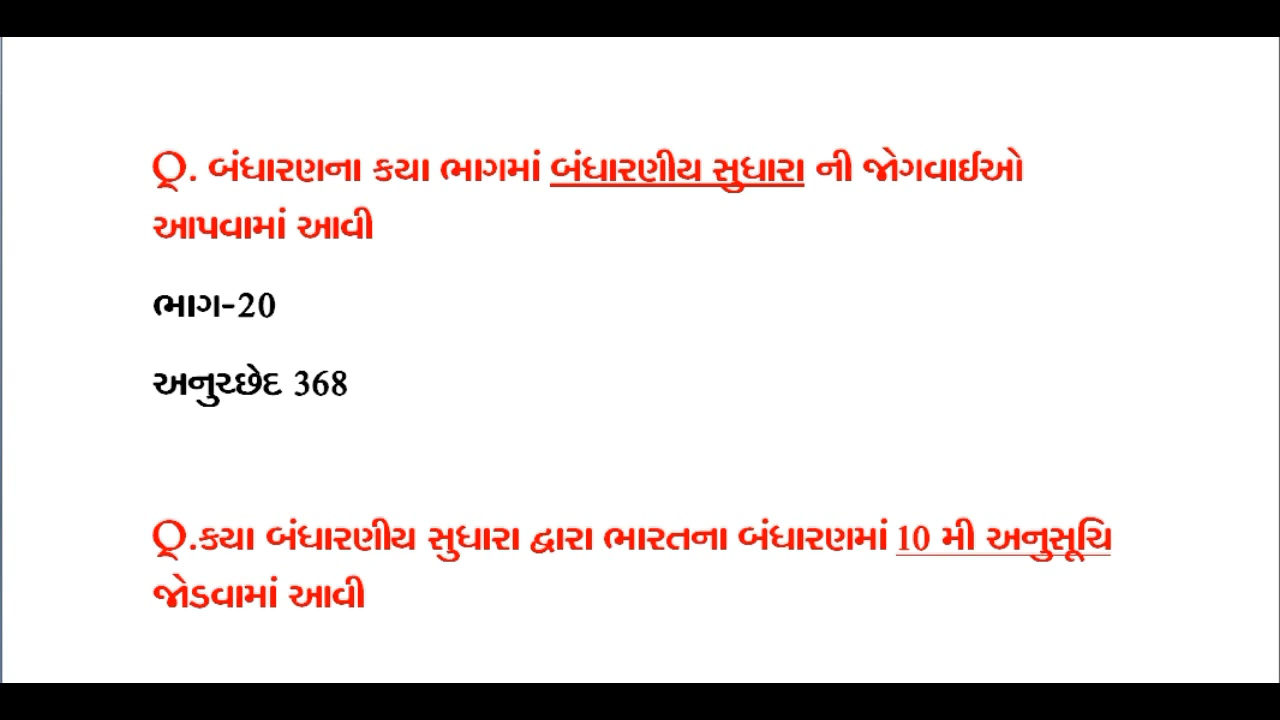 Q. બંધારણના કયા ભાગમાં બંધારણીય સુધારા ની જોગવાઈઓ
આપવામાં આવી
ભાગ-20
અનુચ્છેદ 368
Q.કયા બંધારણીય સુધારા દ્વારા ભારતના બંધારણમાં 10 મી અનુસૂચિ
જોડવામાં આવી